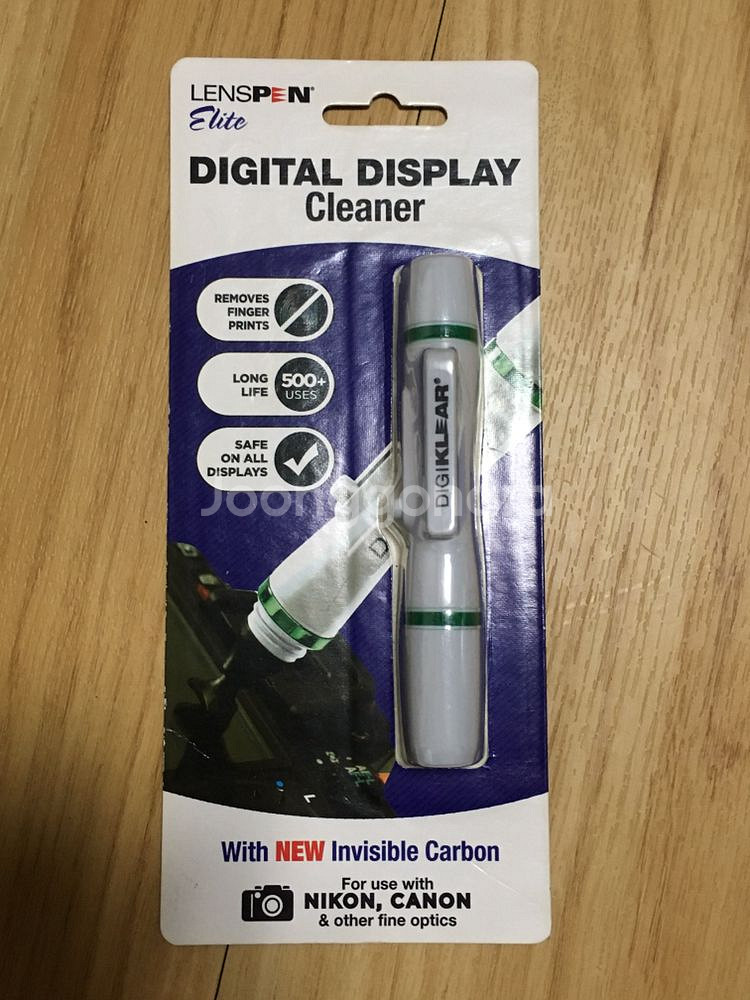 LENSPEN®
Elite
DIGITAL DISPLAY
Cleaner
REMOVES
FINGER
PRINTS
LONG
LIFE
500+
USES
SAFE
ON ALL
DISPLAYS
DIGIKLEAR®
Joonggonara
D
L
With NEW Invisible Carbon
For use with
NIKON, CANON
& other fine optics